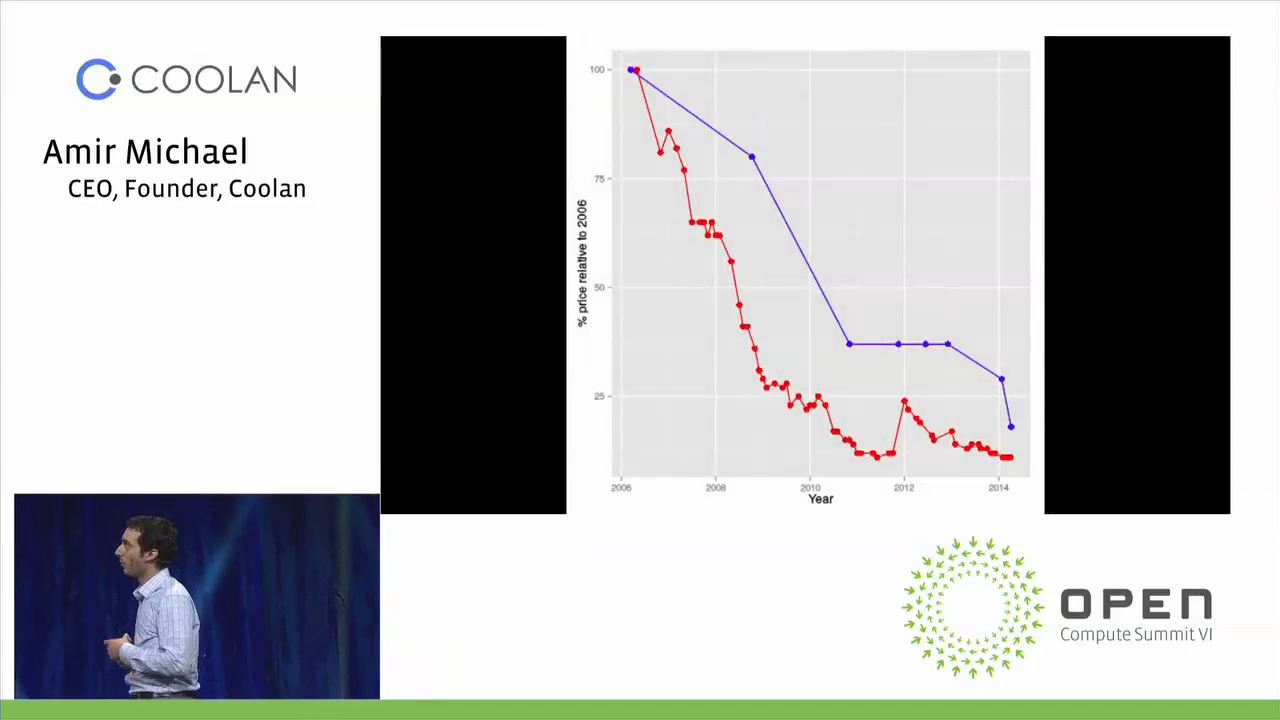 COOLAN
Amir Michael
CEO, Founder, Coolan
100
75
50
25
% price relative to 2006
2006
2008
2010
2012
2014
Year
OPEN
Compute Summit VI